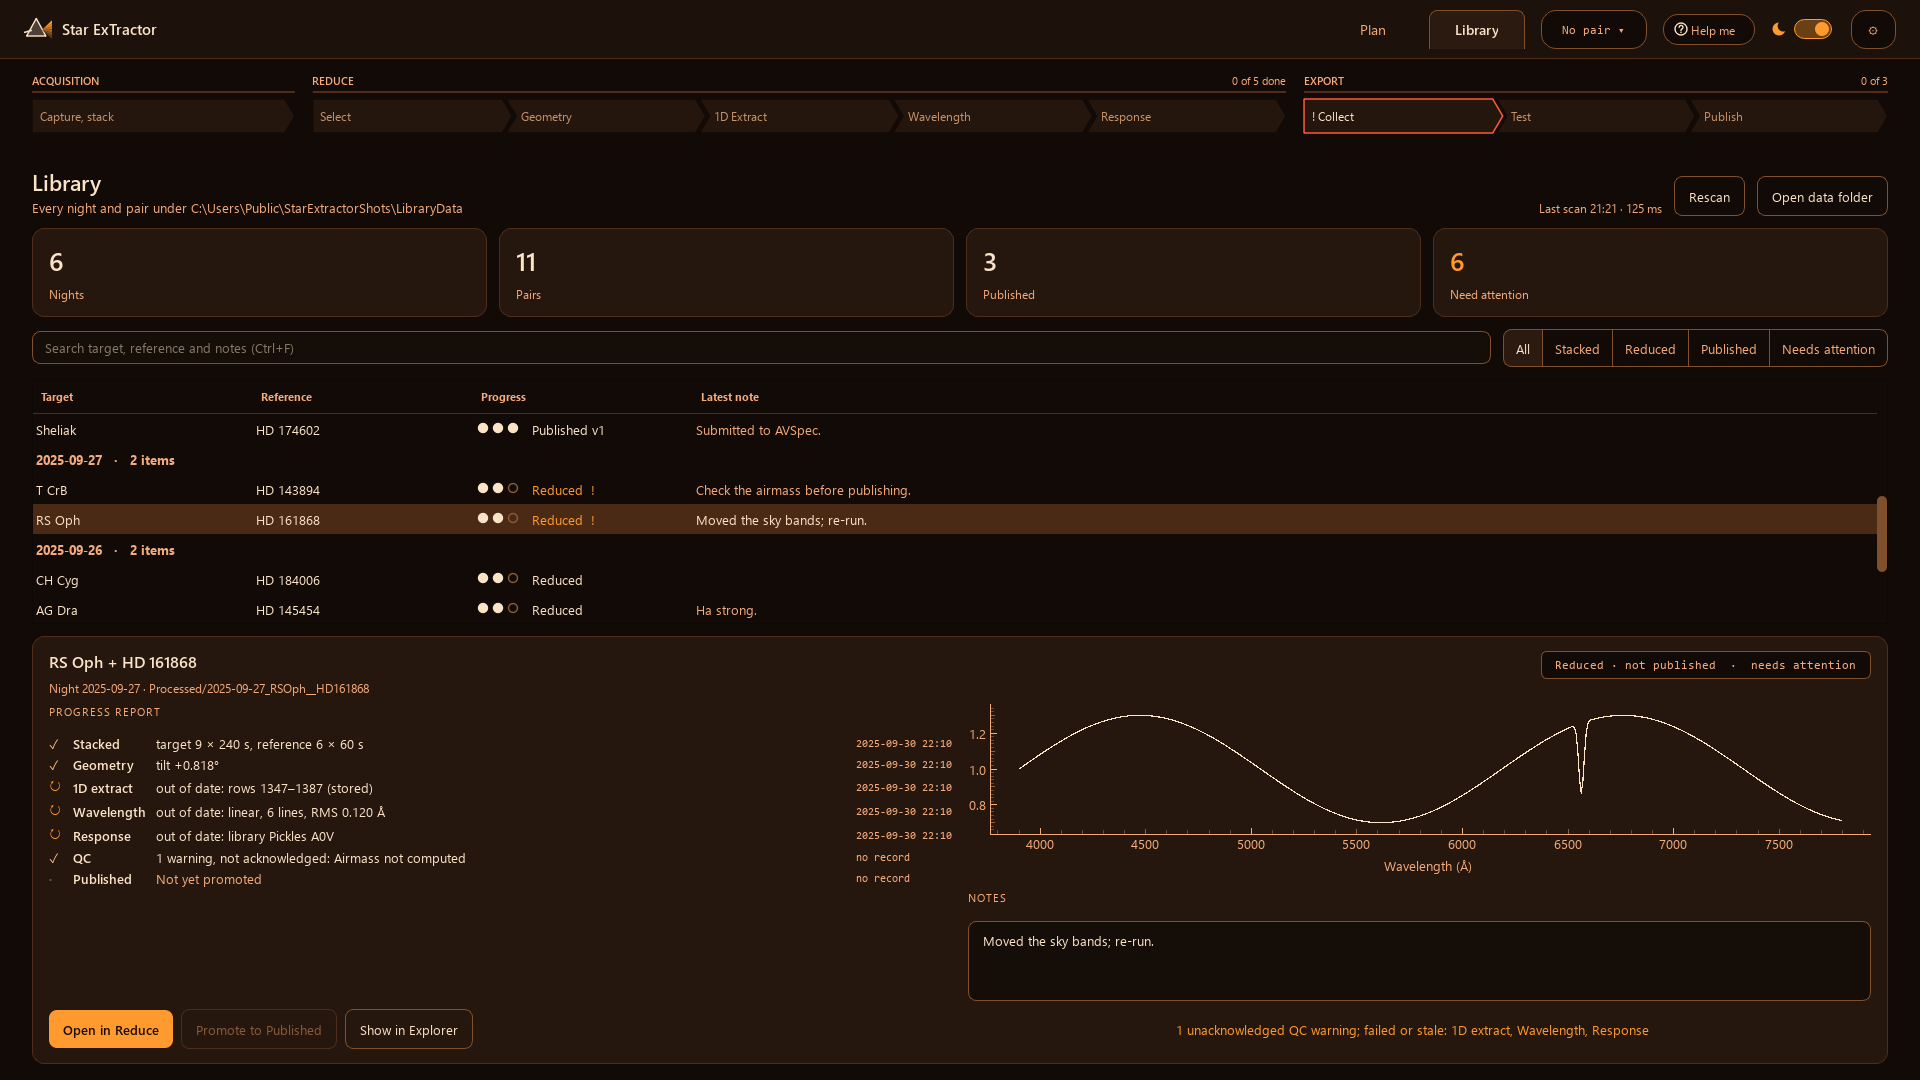 Star ExTractor
Plan
Library
No pair ▾
Help me
ACQUISITION
REDUCE
0 of 5 done
EXPORT
0 of 3
Capture, stack
Select
Geometry
1D Extract
Wavelength
Response
! Collect
Test
Publish
Library
Every night and pair under C:\Users\Public\StarExtractorShots\LibraryData
Last scan 21:21 · 125 ms
Rescan
Open data folder
6
Nights
11
Pairs
3
Published
6
Need attention
Search target, reference and notes (Ctrl+F)
All
Stacked
Reduced
Published
Needs attention
Target Reference Progress Latest note
Sheliak HD 174602 Published v1 Submitted to AVSpec.
2025-09-27 · 2 items
T CrB HD 143894 Reduced ! Check the airmass before publishing.
RS Oph HD 161868 Reduced ! Moved the sky bands; re-run.
2025-09-26 · 2 items
CH Cyg HD 184006 Reduced
AG Dra HD 145454 Reduced Ha strong.
RS Oph + HD 161868
Reduced · not published · needs attention
Night 2025-09-27 · Processed/2025-09-27_RSOph__HD161868
PROGRESS REPORT
✓ Stacked target 9 × 240 s, reference 6 × 60 s 2025-09-30 22:10
✓ Geometry tilt +0.818° 2025-09-30 22:10
1D extract out of date: rows 1347–1387 (stored) 2025-09-30 22:10
Wavelength out of date: linear, 6 lines, RMS 0.120 Å 2025-09-30 22:10
Response out of date: library Pickles A0V 2025-09-30 22:10
✓ QC 1 warning, not acknowledged: Airmass not computed no record
· Published Not yet promoted no record
1.2
1.0
0.8
4000 4500 5000 5500 6000 6500 7000 7500
Wavelength (Å)
NOTES
Moved the sky bands; re-run.
Open in Reduce
Promote to Published
Show in Explorer
1 unacknowledged QC warning; failed or stale: 1D extract, Wavelength, Response